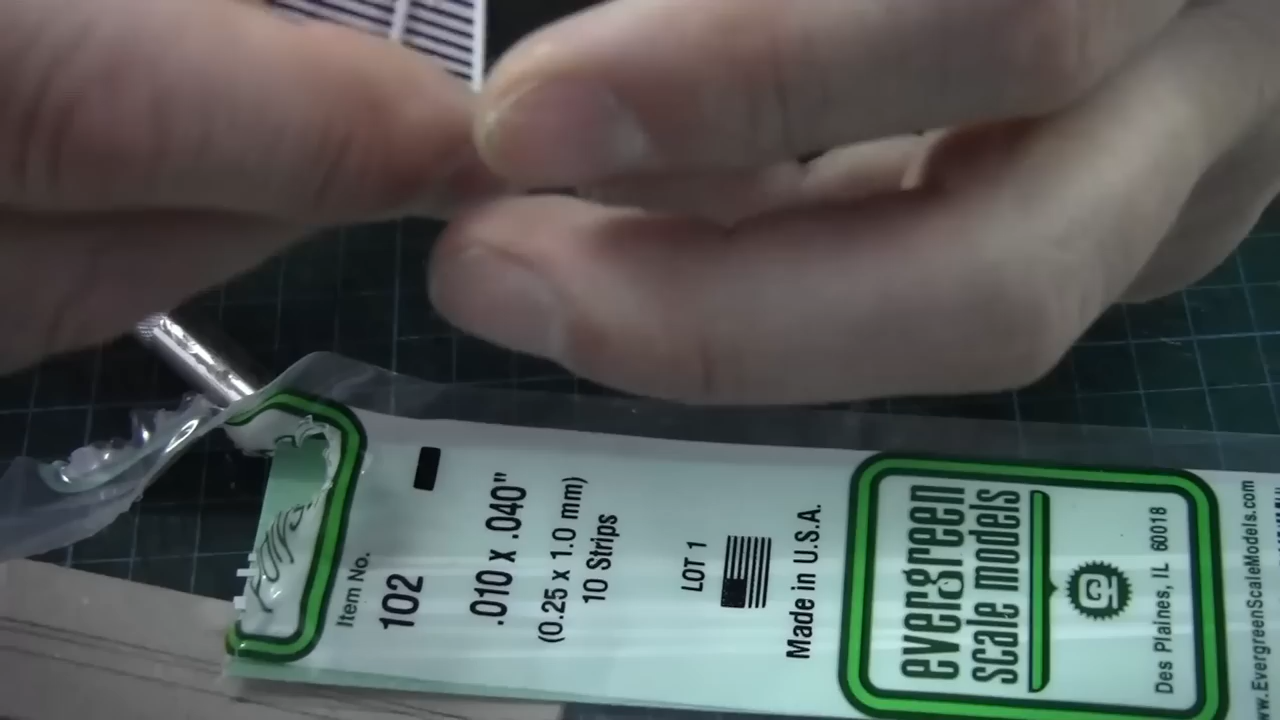 Item No.
102
.010 x .040"
(0.25 x 1.0 mm)
10 Strips
LOT 1
Made in U.S.A.
evergreen
scale models
Des Plaines, IL 60018
w.EvergreenScaleModels.com